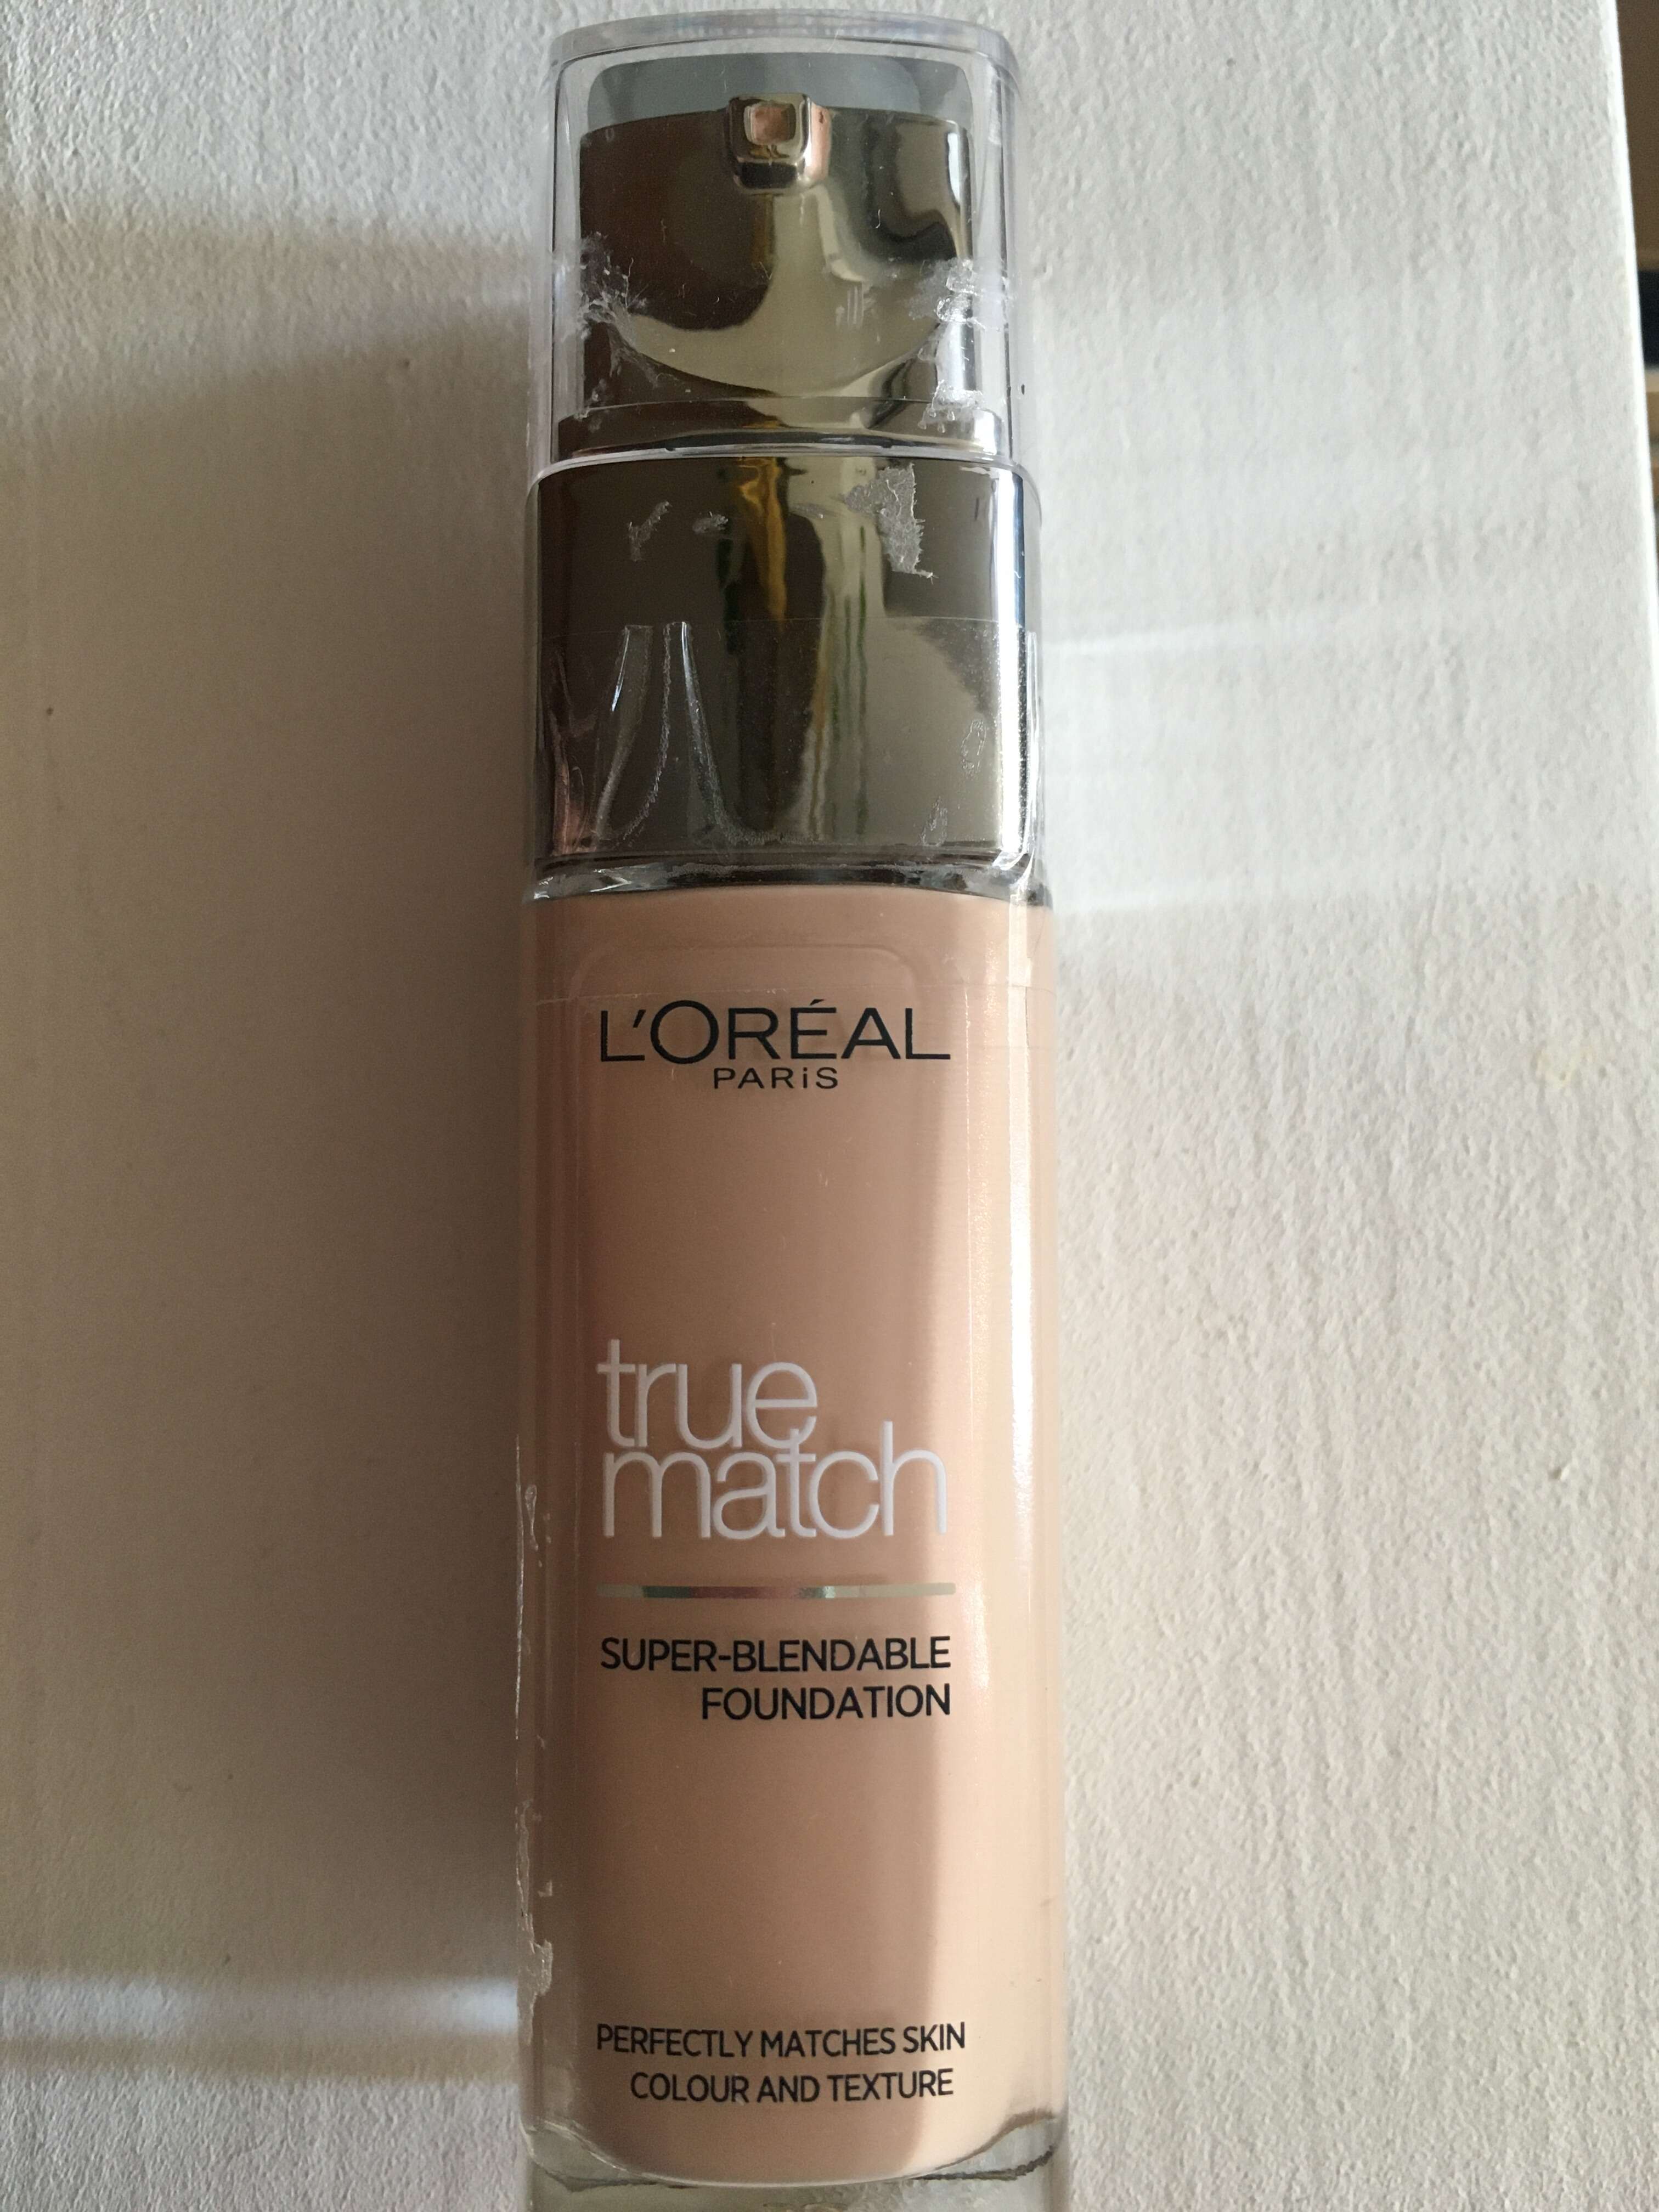 L'ORÉAL
PARiS
true
match
SUPER-BLENDABLE
FOUNDATION
PERFECTLY MATCHES SKIN
COLOUR AND TEXTURE